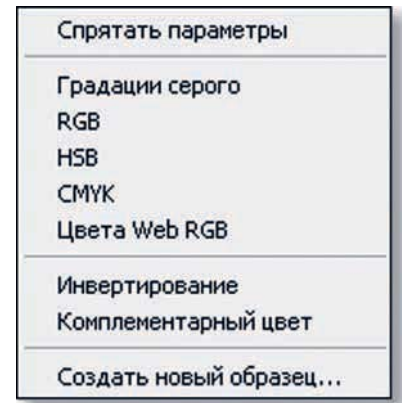 Спрятать параметры
Градации серого
RGB
HSB
CMYK
Цвета Web RGB
Инвертирование
Комплементарный цвет
Создать новый образец...